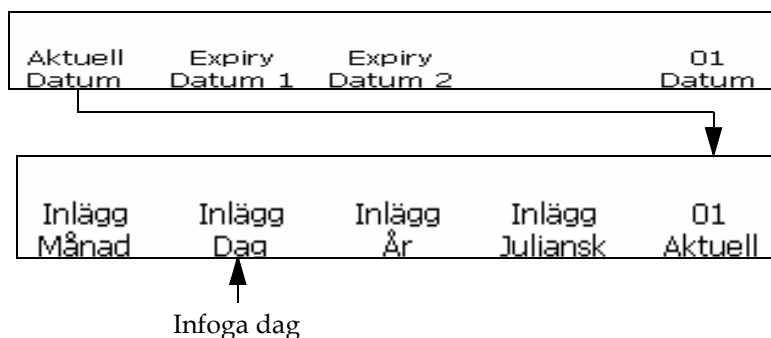 Aktuell Expiry Expiry 01
Datum Datum 1 Datum 2 Datum
Inlägg Inlägg Inlägg Inlägg 01
Månad Dag År Juliansk Aktuell
Infoga dag